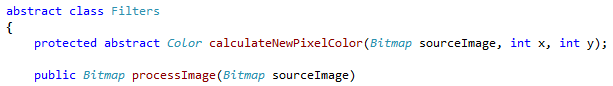 abstract class Filters
{
    protected abstract Color calculateNewPixelColor(Bitmap sourceImage, int x, int y);
    public Bitmap processImage(Bitmap sourceImage)